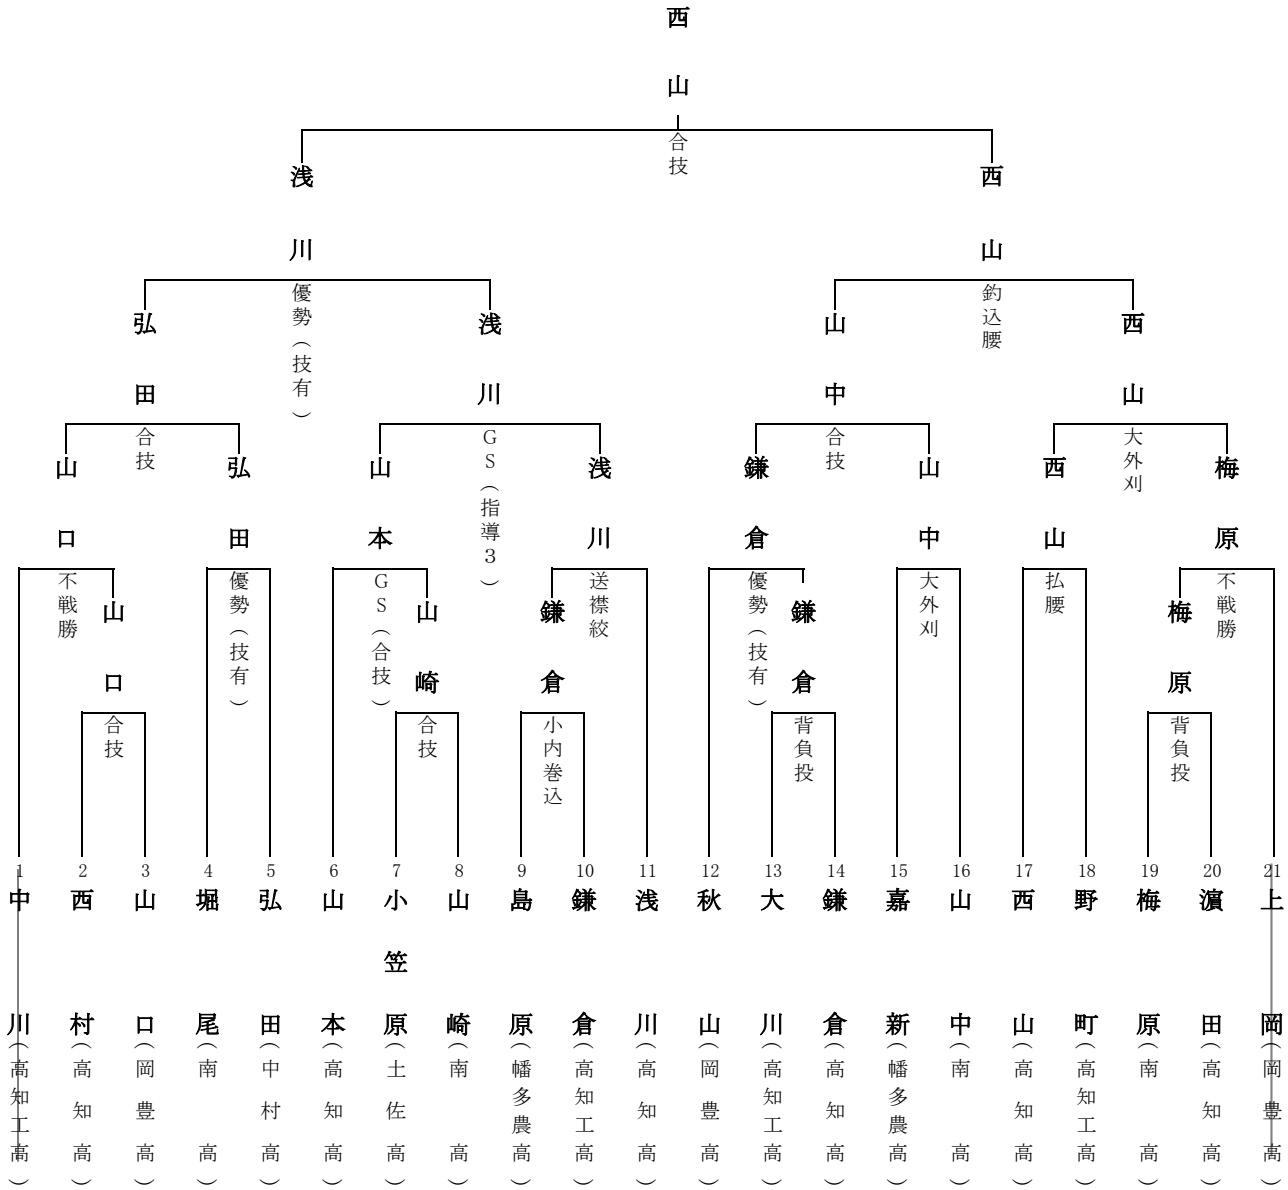 西山
合技
浅川
西山
優勢（技有）
釣込腰
弘田
浅川
山中
西山
合技
GS（指導３）
合技
大外刈
山口
弘田
山本
浅川
鎌倉
山中
西山
梅原
不戦勝
優勢（技有）
GS（合技）
送襟絞
優勢（技有）
大外刈
払腰
不戦勝
山口
山崎
鎌倉
鎌倉
梅原
合技
合技
小内巻込
背負投
背負投
1 中川（高知工高）
2 西村（高知高）
3 山口（岡豊高）
4 堀尾（南高）
5 弘田（中村高）
6 山本（高知高）
7 小笠原（土佐高）
8 山崎（南高）
9 島原（幡多農高）
10 鎌倉（高知工高）
11 浅川（高知高）
12 秋山（岡豊高）
13 大川（高知工高）
14 鎌倉（高知高）
15 嘉新（幡多農高）
16 山中（南高）
17 西山（高知高）
18 野町（高知工高）
19 梅原（南高）
20 濵田（高知高）
21 上岡（岡豊高）